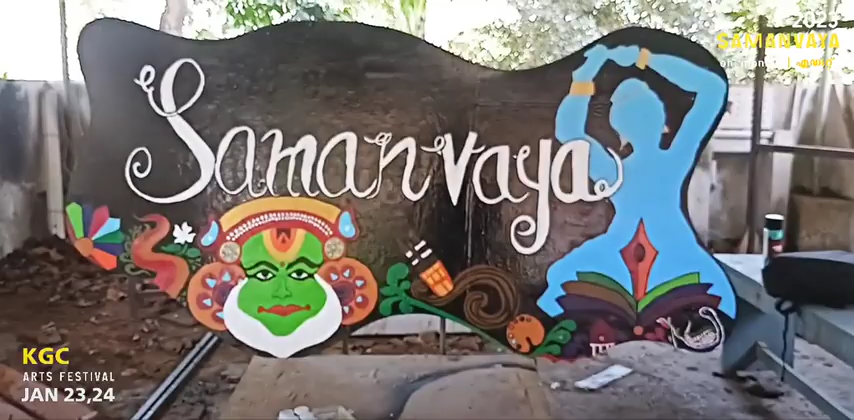 2025
SAMANVAYA
Samanvaya
KGC
ARTS FESTIVAL
JAN 23,24